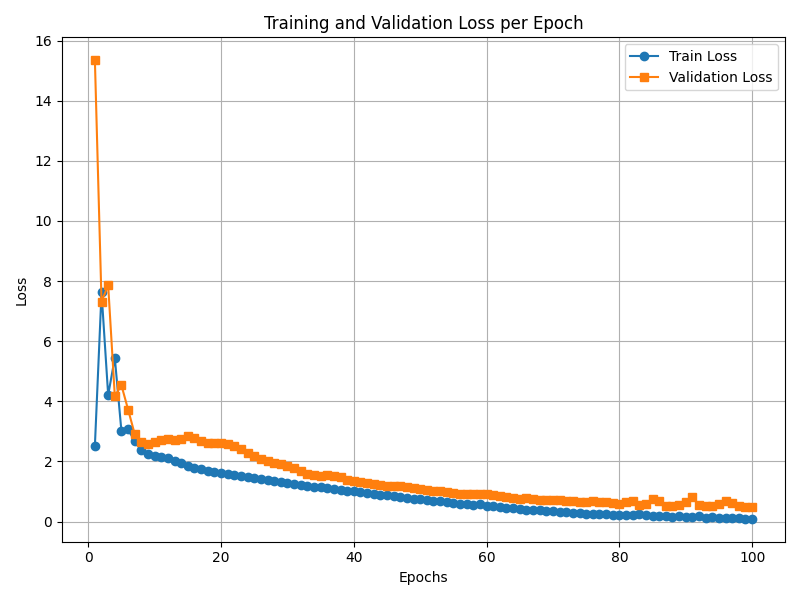 Training and Validation Loss per Epoch
Train Loss
Validation Loss
Loss
16
14
12
10
8
6
4
2
0
0 20 40 60 80 100
Epochs